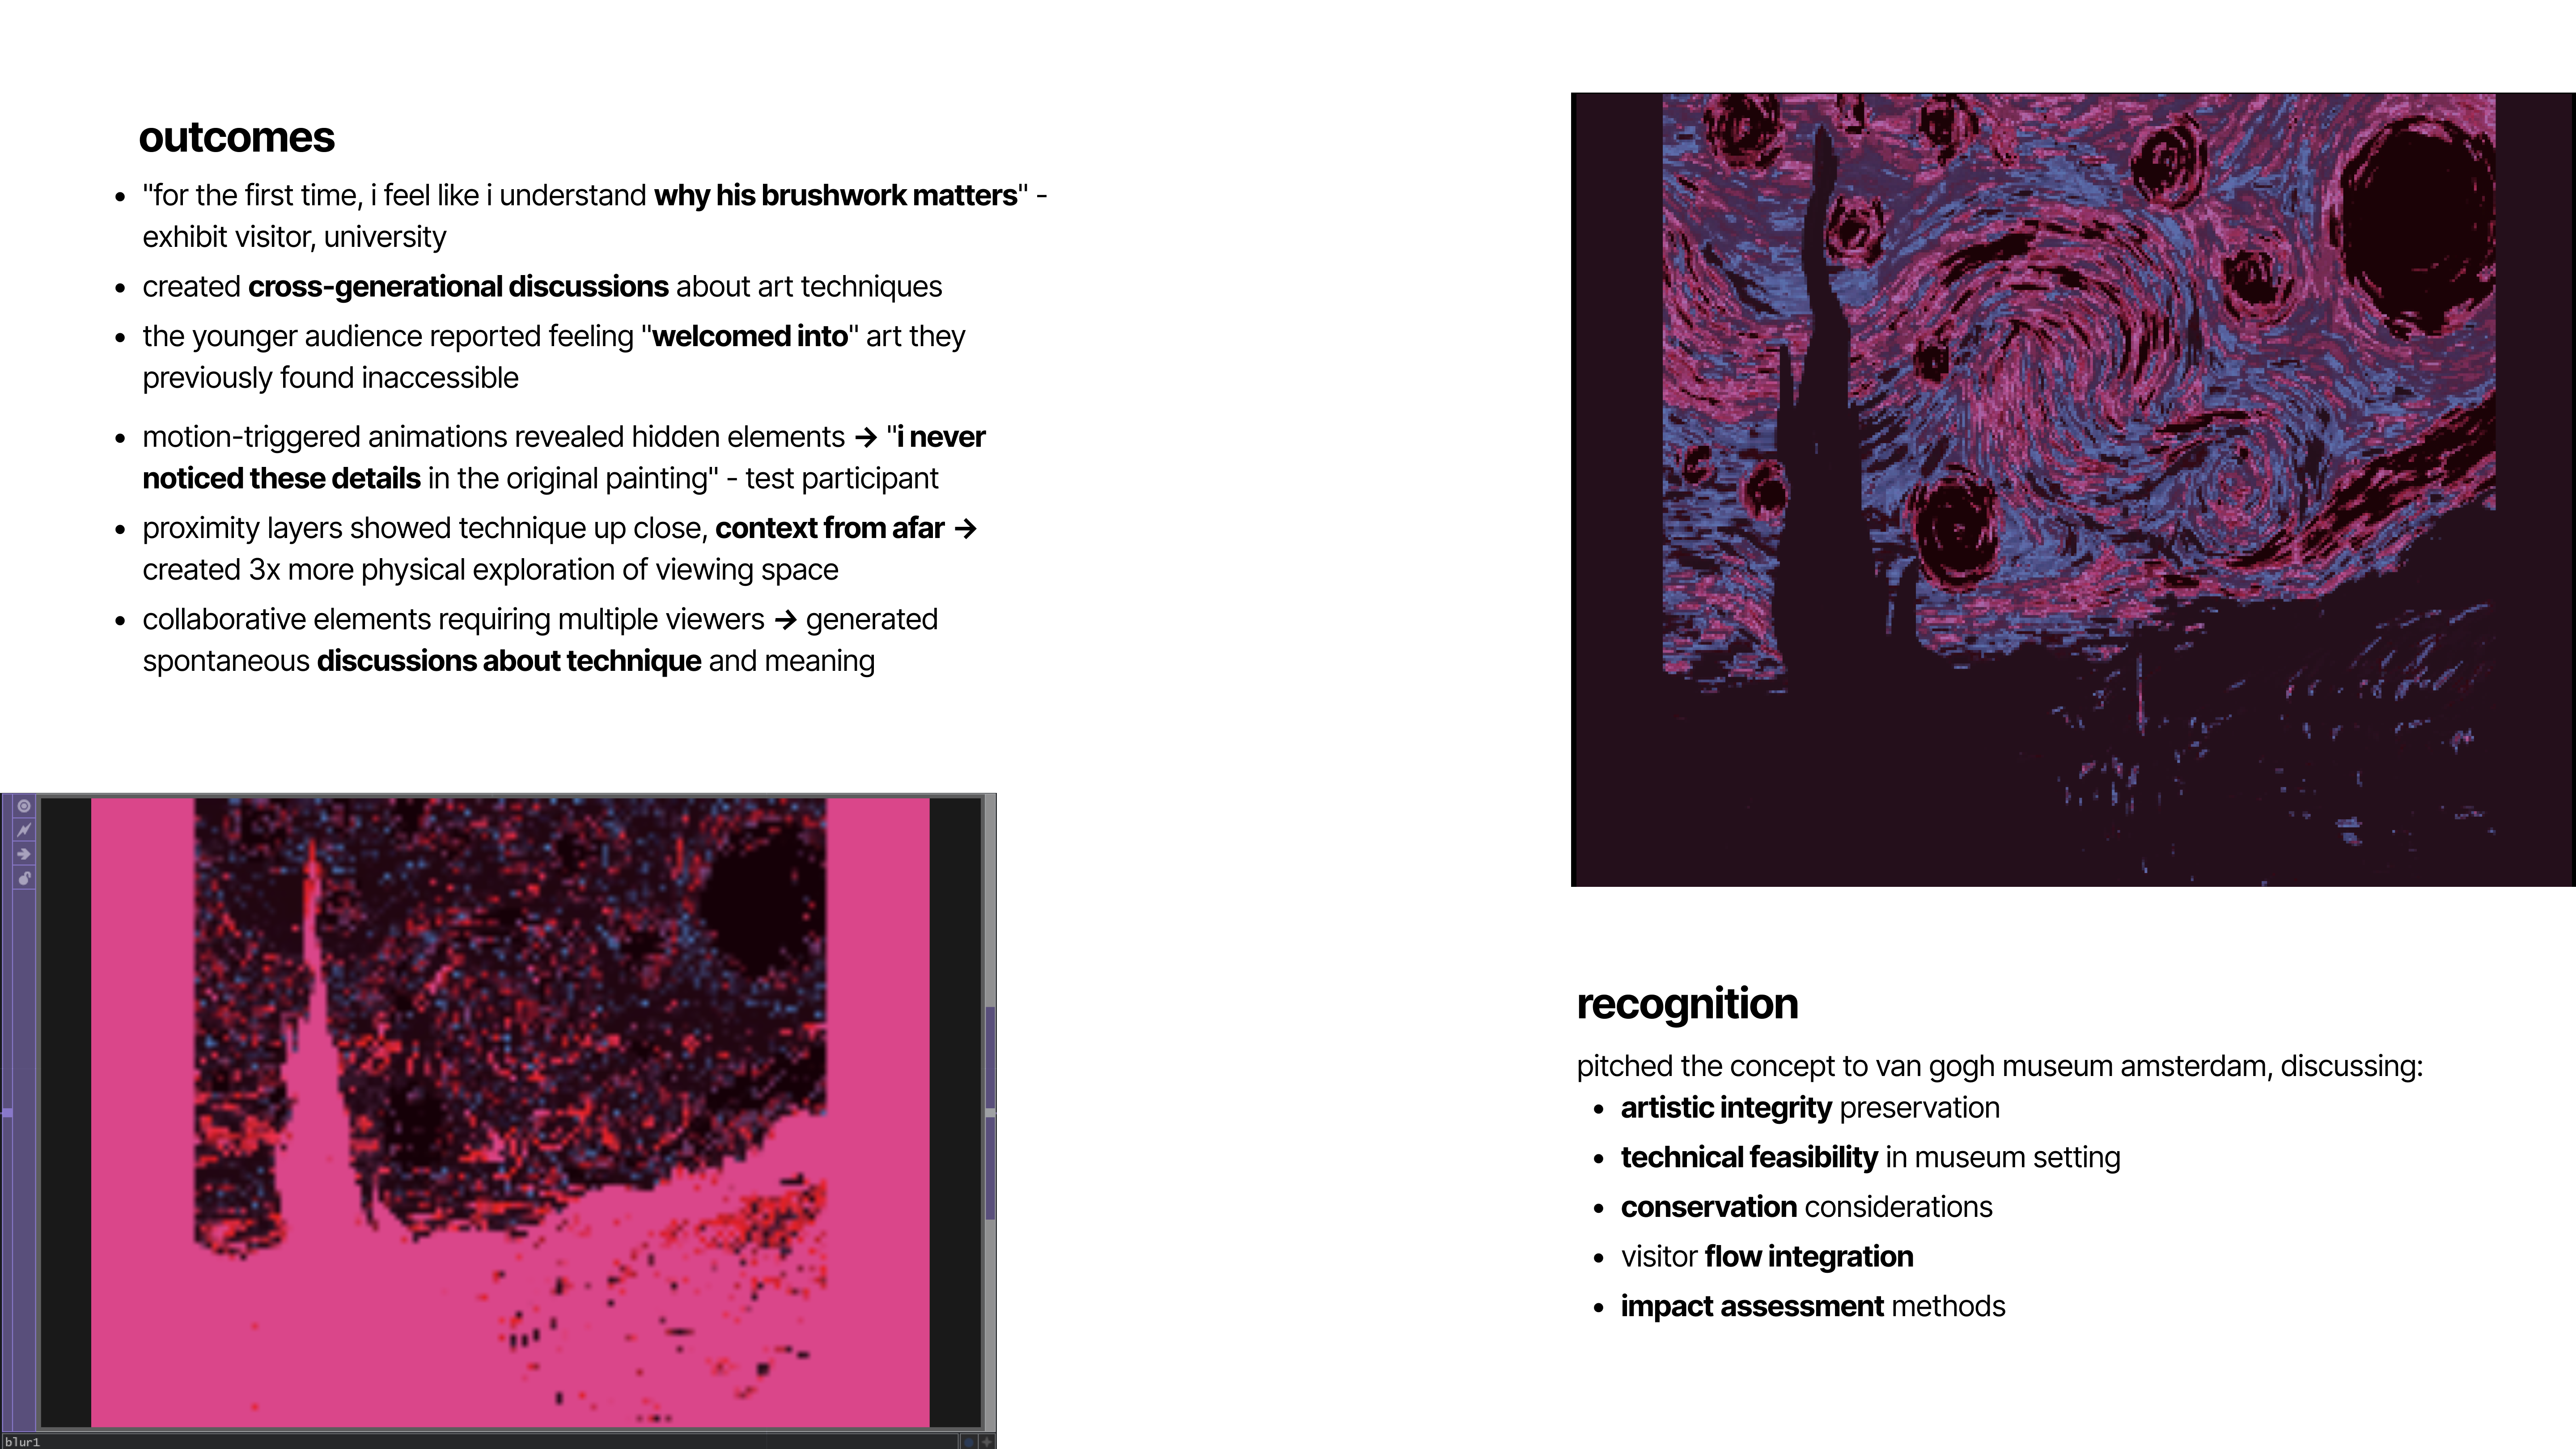 outcomes
• "for the first time, i feel like i understand why his brushwork matters" -
exhibit visitor, university
• created cross-generational discussions about art techniques
• the younger audience reported feeling "welcomed into" art they
previously found inaccessible
• motion-triggered animations revealed hidden elements → "i never
noticed these details in the original painting" - test participant
• proximity layers showed technique up close, context from afar →
created 3x more physical exploration of viewing space
• collaborative elements requiring multiple viewers → generated
spontaneous discussions about technique and meaning
blur1
recognition
pitched the concept to van gogh museum amsterdam, discussing:
• artistic integrity preservation
• technical feasibility in museum setting
• conservation considerations
• visitor flow integration
• impact assessment methods